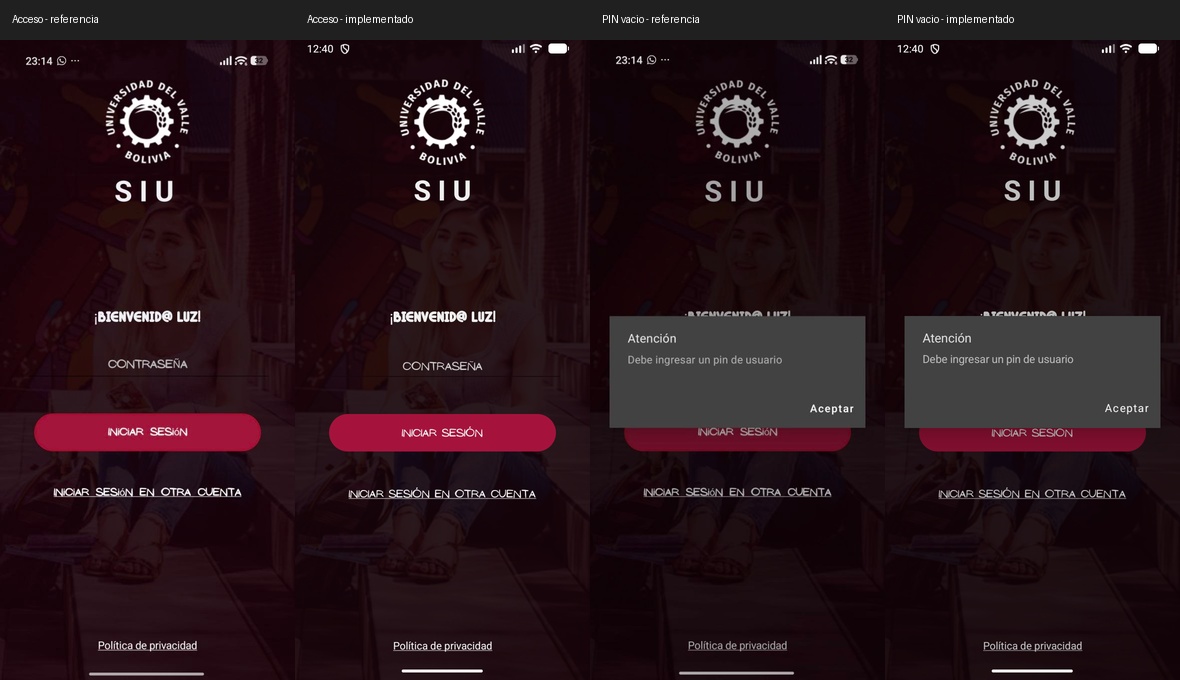 Acceso - referencia
23:14 ...
UNIVERSIDAD DEL VALLE
BOLIVIA
SIU
¡BIENVENID@ LUZ!
CONTRASEÑA
INICIAR SESIóN
INICIAR SESIóN EN OTRA CUENTA
Política de privacidad
Acceso - implementado
12:40
UNIVERSIDAD DEL VALLE
BOLIVIA
SIU
¡BIENVENID@ LUZ!
CONTRASEÑA
INICIAR SESIÓN
INICIAR SESIÓN EN OTRA CUENTA
Política de privacidad
PIN vacio - referencia
23:14 ...
UNIVERSIDAD DEL VALLE
BOLIVIA
SIU
¡BIENVENID@ LUZ!
Atención
Debe ingresar un pin de usuario
Aceptar
INICIAR SESIóN
INICIAR SESIóN EN OTRA CUENTA
Política de privacidad
PIN vacio - implementado
12:40
UNIVERSIDAD DEL VALLE
BOLIVIA
SIU
¡BIENVENID@ LUZ!
Atención
Debe ingresar un pin de usuario
Aceptar
INICIAR SESIÓN
INICIAR SESIÓN EN OTRA CUENTA
Política de privacidad